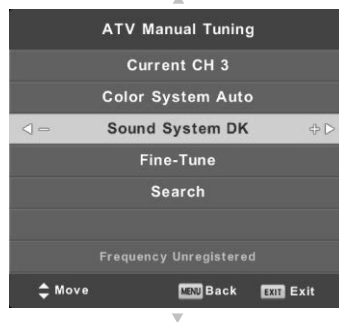 ATV Manual Tuning
Current CH 3
Color System Auto
Sound System DK
Fine-Tune
Search
Frequency Unregistered
Move MENU Back EXIT Exit